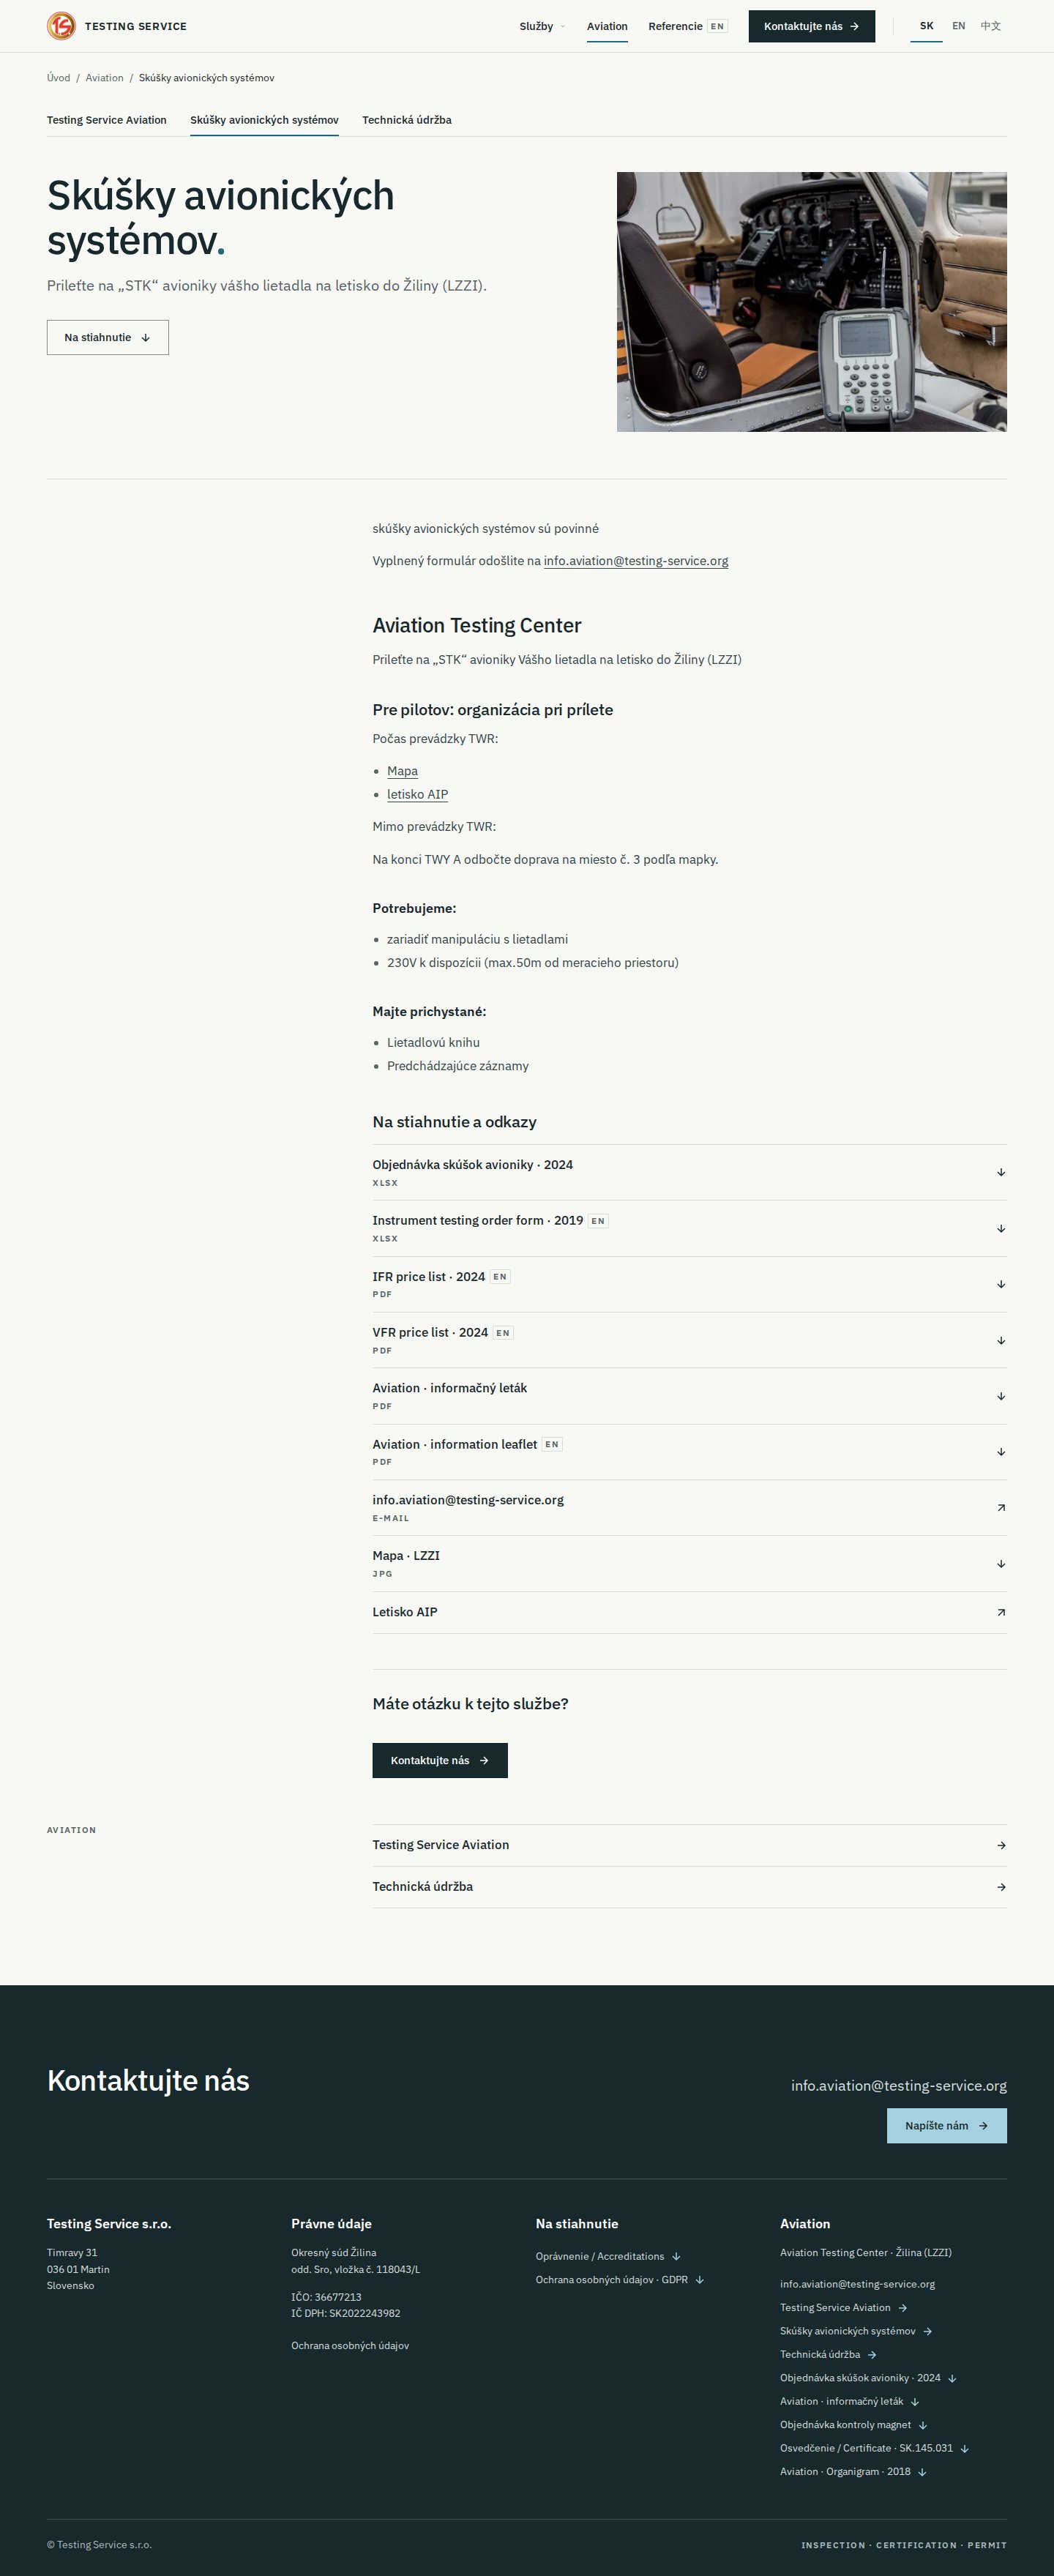 TESTING SERVICE
Služby
Aviation
Referencie EN
Kontaktujte nás →
SK
EN
中文
Úvod / Aviation / Skúšky avionických systémov
Testing Service Aviation
Skúšky avionických systémov
Technická údržba
Skúšky avionických
systémov.
Prileťte na „STK“ avioniky vášho lietadla na letisko do Žiliny (LZZI).
Na stiahnutie ↓
skúšky avionických systémov sú povinné
Vyplnený formulár odošlite na info.aviation@testing-service.org
Aviation Testing Center
Prileťte na „STK“ avioniky Vášho lietadla na letisko do Žiliny (LZZI)
Pre pilotov: organizácia pri prílete
Počas prevádzky TWR:
• Mapa
• letisko AIP
Mimo prevádzky TWR:
Na konci TWY A odbočte doprava na miesto č. 3 podľa mapky.
Potrebujeme:
• zariadiť manipuláciu s lietadlami
• 230V k dispozícii (max.50m od meracieho priestoru)
Majte prichystané:
• Lietadlovú knihu
• Predchádzajúce záznamy
Na stiahnutie a odkazy
Objednávka skúšok avioniky · 2024
XLSX
Instrument testing order form · 2019 EN
XLSX
IFR price list · 2024 EN
PDF
VFR price list · 2024 EN
PDF
Aviation · informačný leták
PDF
Aviation · information leaflet EN
PDF
info.aviation@testing-service.org
E-MAIL
Mapa · LZZI
JPG
Letisko AIP
Máte otázku k tejto službe?
Kontaktujte nás →
AVIATION
Testing Service Aviation →
Technická údržba →
Kontaktujte nás
info.aviation@testing-service.org
Napíšte nám →
Testing Service s.r.o.
Timravy 31
036 01 Martin
Slovensko
Právne údaje
Okresný súd Žilina
odd. Sro, vložka č. 118043/L
IČO: 36677213
IČ DPH: SK2022243982
Ochrana osobných údajov
Na stiahnutie
Oprávnenie / Accreditations ↓
Ochrana osobných údajov · GDPR ↓
Aviation
Aviation Testing Center · Žilina (LZZI)
info.aviation@testing-service.org
Testing Service Aviation →
Skúšky avionických systémov →
Technická údržba →
Objednávka skúšok avioniky · 2024 ↓
Aviation · informačný leták ↓
Objednávka kontroly magnet ↓
Osvedčenie / Certificate · SK.145.031 ↓
Aviation · Organigram · 2018 ↓
© Testing Service s.r.o.
INSPECTION · CERTIFICATION · PERMIT